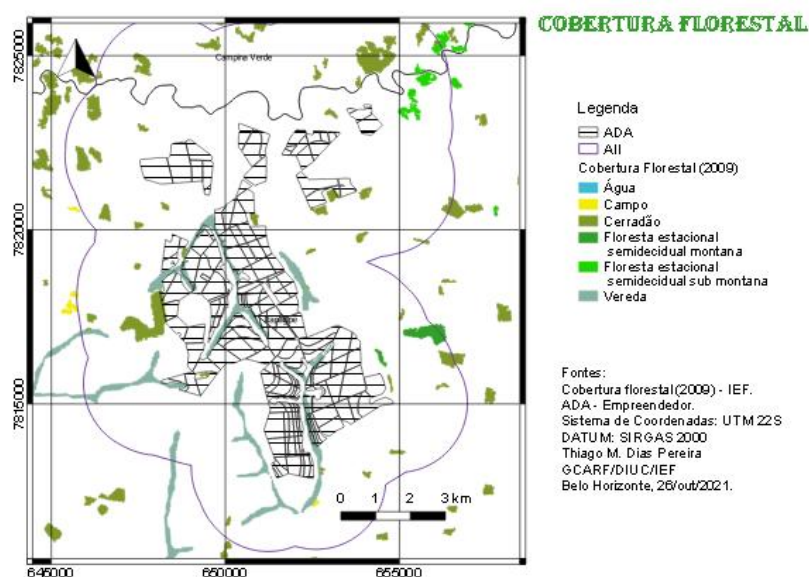 COBERTURA FLORESTAL
7825000
7820000
7815000
Campina Verde
645000
650000
655000
0 1 2 3 km
Legenda
ADA
AII
Cobertura Florestal (2009)
Água
Campo
Cerradão
Floresta estacional
semidecidual montana
Floresta estacional
semidecidual sub montana
Vereda
Fontes:
Cobertura florestal(2009) - IEF.
ADA - Empreendedor.
Sistema de Coordenadas: UTM 22S
DATUM: SIRGAS 2000
Thiago M. Dias Pereira
GCARF/DIUC/IEF
Belo Horizonte, 26/out/2021.